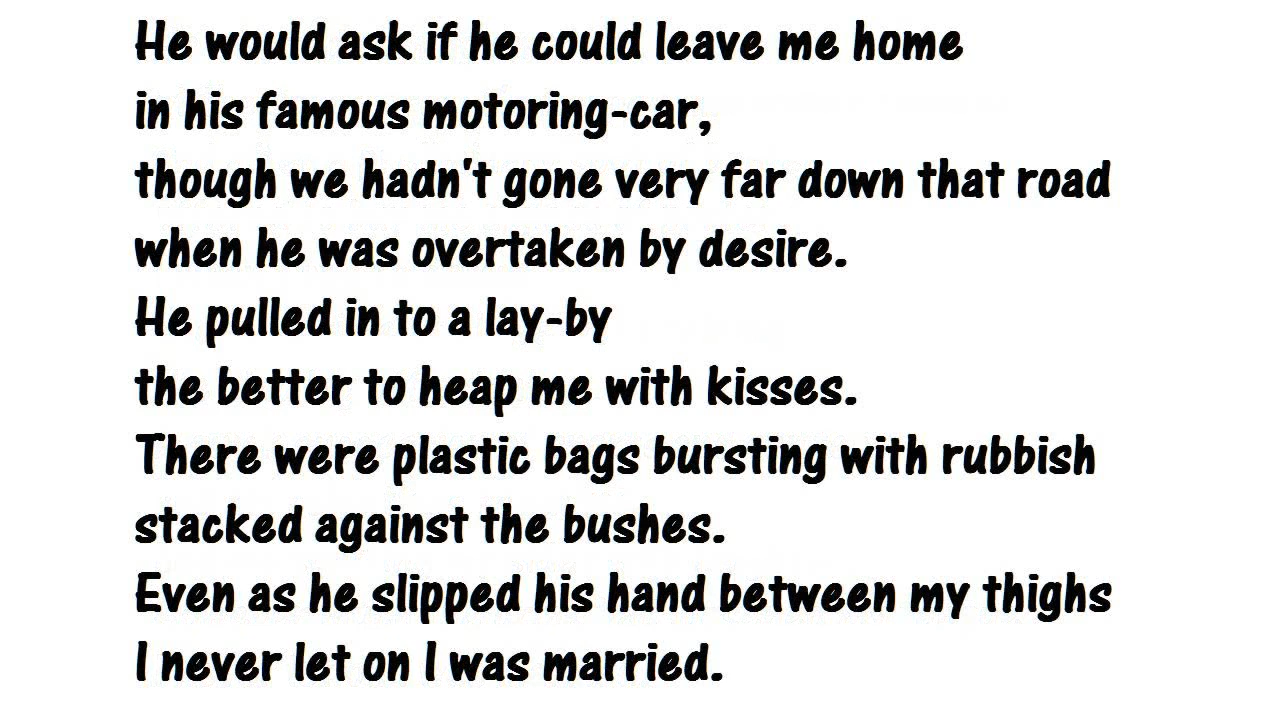 He would ask if he could leave me home
in his famous motoring-car,
though we hadn't gone very far down that road
when he was overtaken by desire.
He pulled in to a lay-by
the better to heap me with kisses.
There were plastic bags bursting with rubbish
stacked against the bushes.
Even as he slipped his hand between my thighs
I never let on I was married.